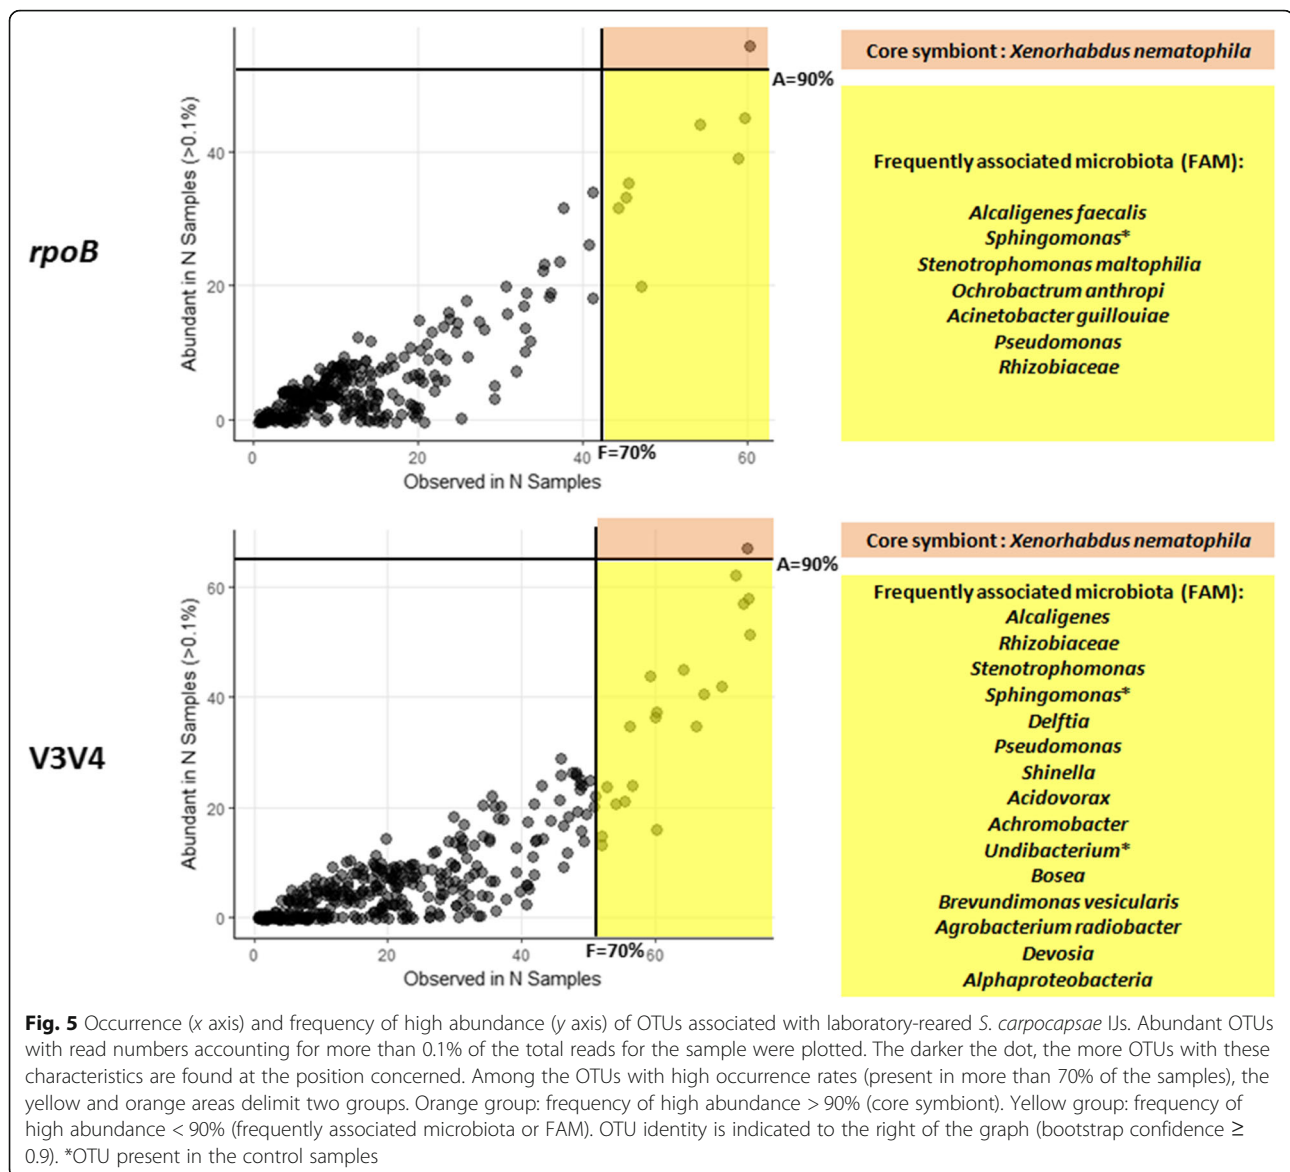 rpoB
Abundant in N Samples (>0.1%)
40
20
0
0
20
40
60
A=90%
F=70%
Observed in N Samples
Core symbiont : Xenorhabdus nematophila
Frequently associated microbiota (FAM):
Alcaligenes faecalis
Sphingomonas*
Stenotrophomonas maltophilia
Ochrobactrum anthropi
Acinetobacter guillouiae
Pseudomonas
Rhizobiaceae
V3V4
Abundant in N Samples (>0.1%)
60
40
20
0
0
20
40
60
A=90%
F=70%
Observed in N Samples
Core symbiont : Xenorhabdus nematophila
Frequently associated microbiota (FAM):
Alcaligenes
Rhizobiaceae
Stenotrophomonas
Sphingomonas*
Delftia
Pseudomonas
Shinella
Acidovorax
Achromobacter
Undibacterium*
Bosea
Brevundimonas vesicularis
Agrobacterium radiobacter
Devosia
Alphaproteobacteria
Fig. 5 Occurrence (x axis) and frequency of high abundance (y axis) of OTUs associated with laboratory-reared S. carpocapsae IJs. Abundant OTUs
with read numbers accounting for more than 0.1% of the total reads for the sample were plotted. The darker the dot, the more OTUs with these
characteristics are found at the position concerned. Among the OTUs with high occurrence rates (present in more than 70% of the samples), the
yellow and orange areas delimit two groups. Orange group: frequency of high abundance > 90% (core symbiont). Yellow group: frequency of
high abundance < 90% (frequently associated microbiota or FAM). OTU identity is indicated to the right of the graph (bootstrap confidence ≥
0.9). *OTU present in the control samples